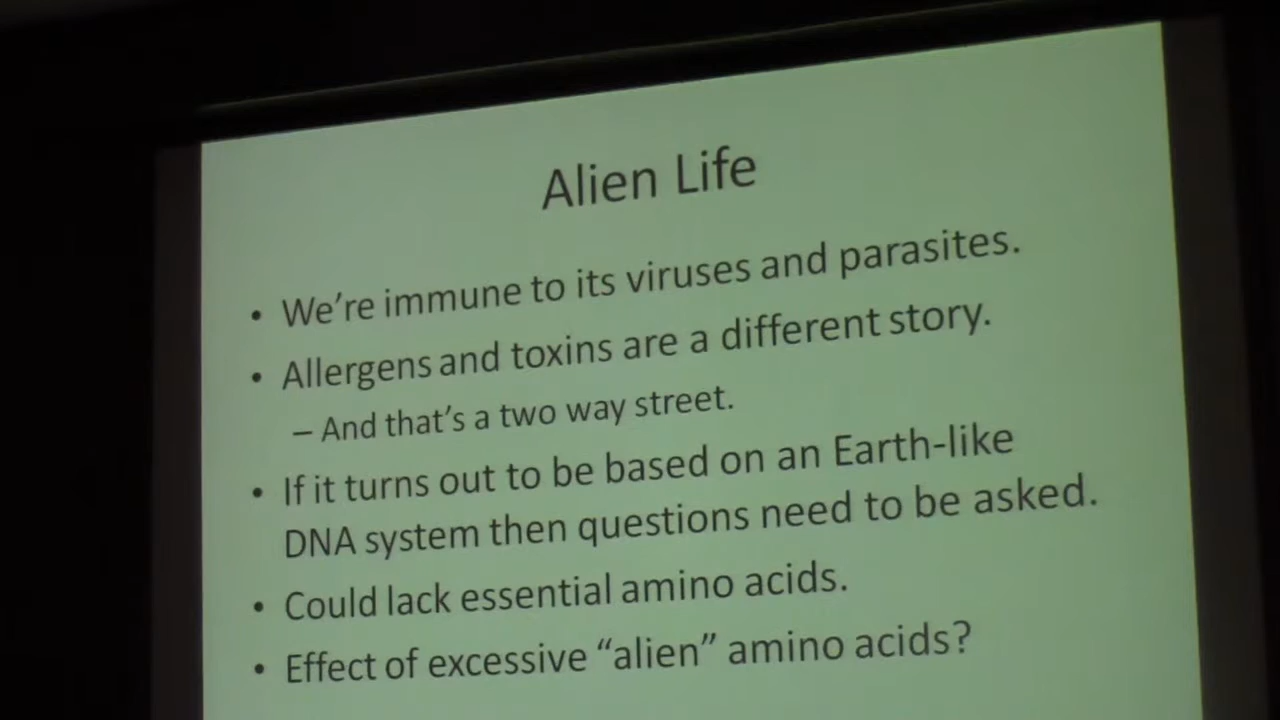 Alien Life
• We're immune to its viruses and parasites.
• Allergens and toxins are a different story.
– And that's a two way street.
• If it turns out to be based on an Earth-like
DNA system then questions need to be asked.
• Could lack essential amino acids.
• Effect of excessive “alien” amino acids?